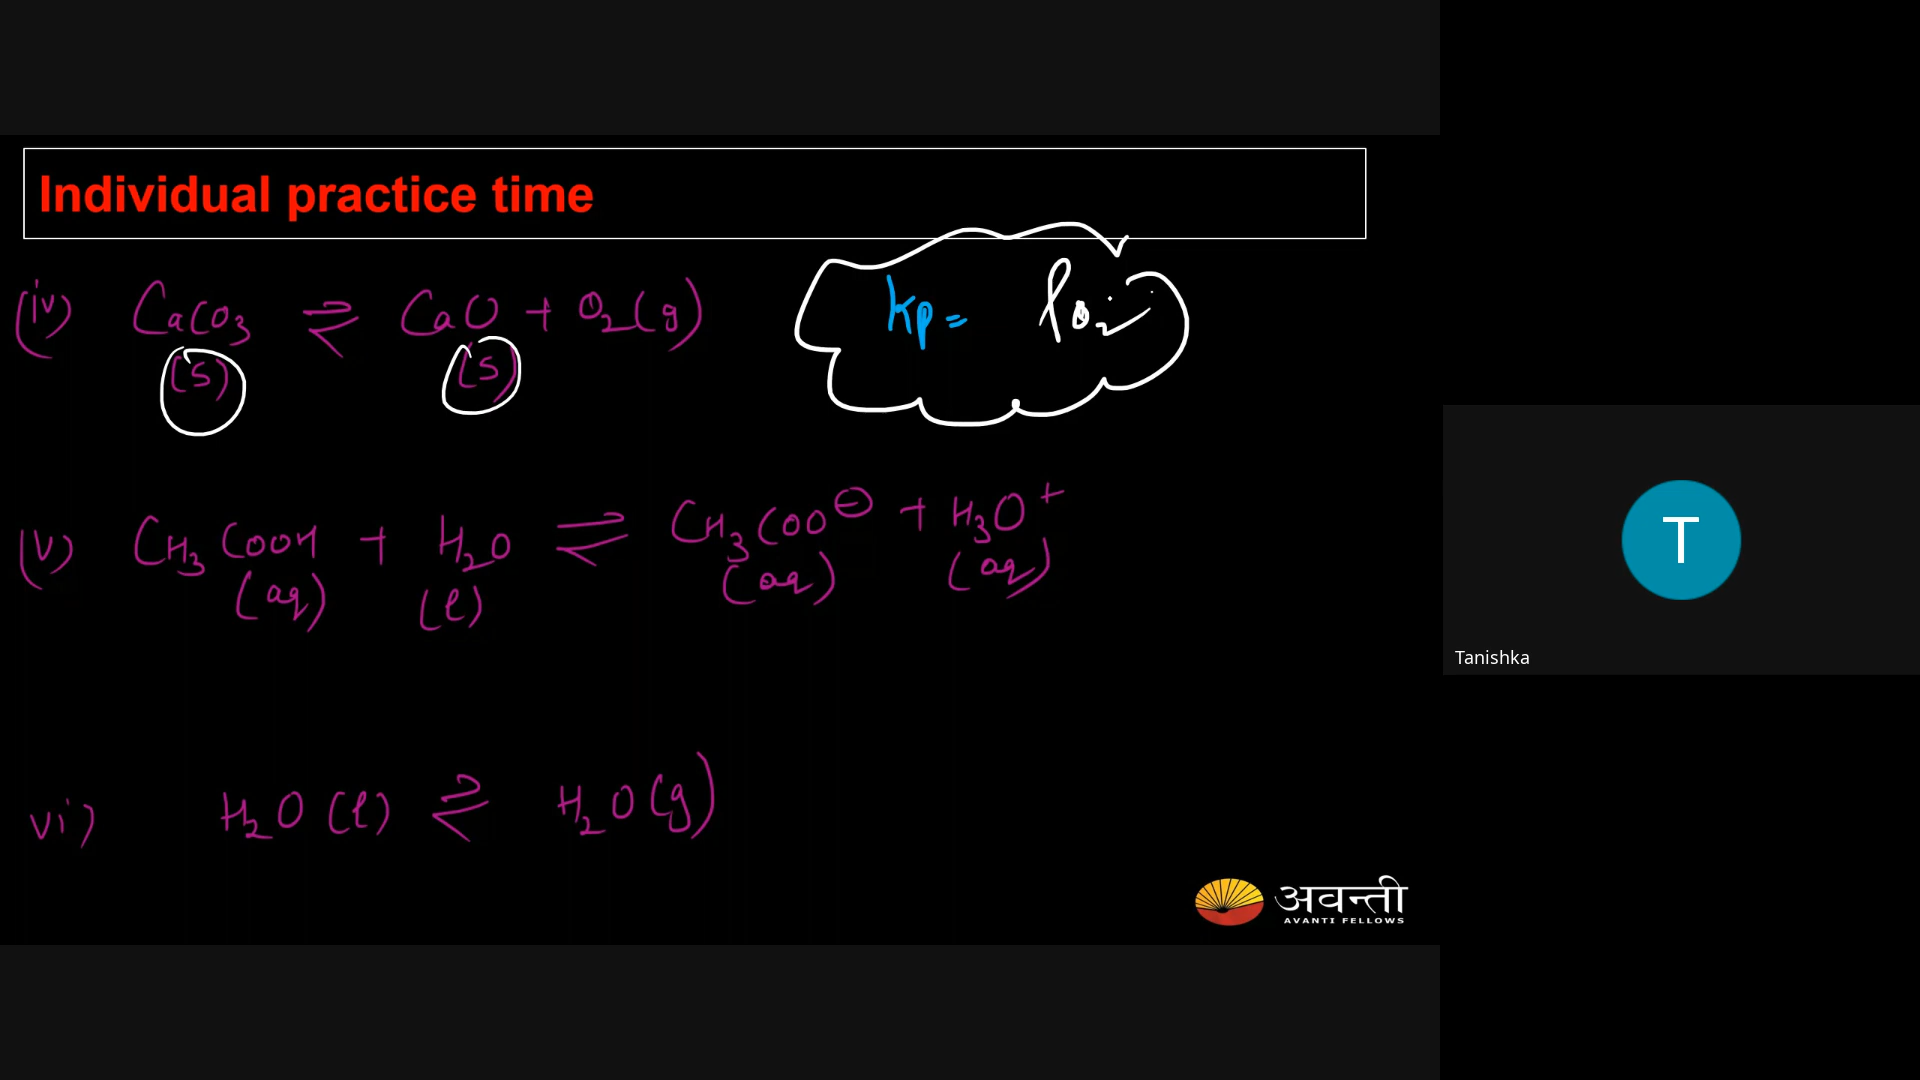 Individual practice time
(iv) CaCO3 ⇌ CaO + O2(g) kp = PO2
(s) (s)
(v) CH3COOH + H2O ⇌ CH3COO⊖ + H3O+
(aq) (l) (aq) (aq)
vi) H2O (l) ⇌ H2O (g)
T
Tanishka
अवन्ती
AVANTI FELLOWS